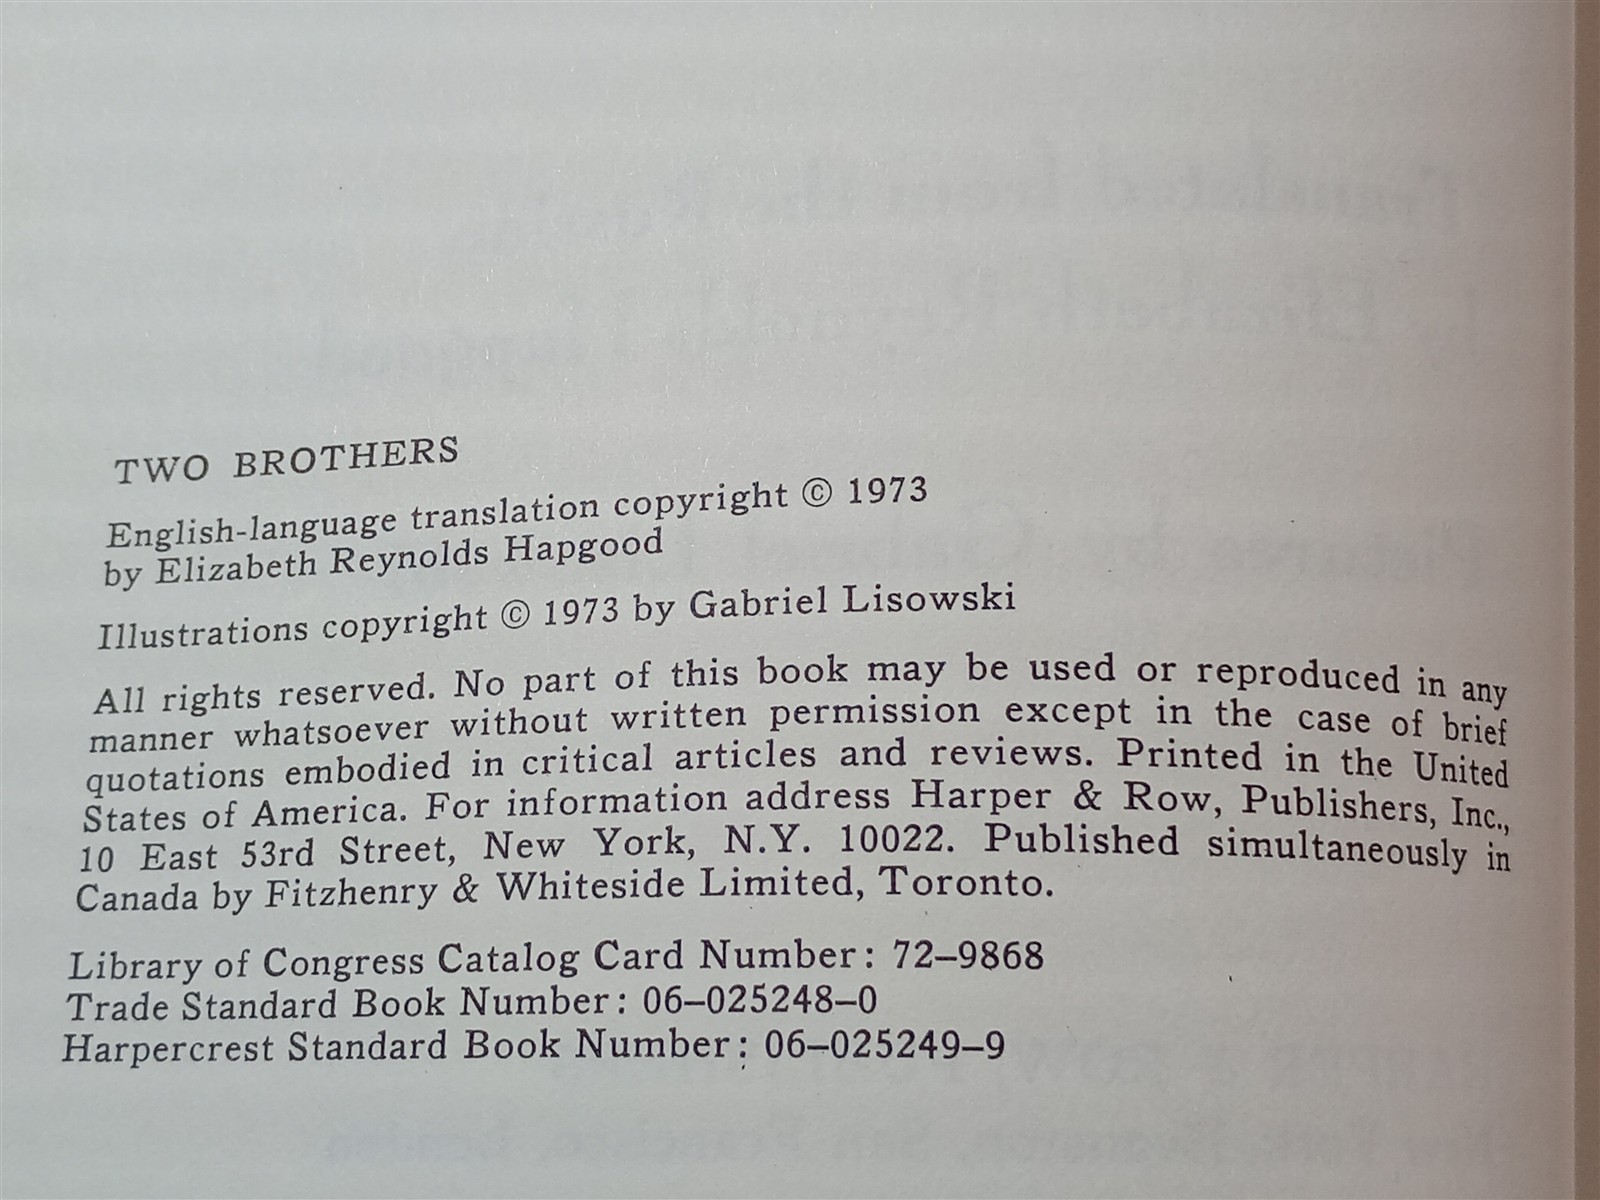 TWO BROTHERS
English-language translation copyright © 1973
by Elizabeth Reynolds Hapgood
Illustrations copyright © 1973 by Gabriel Lisowski
All rights reserved. No part of this book may be used or reproduced in any
manner whatsoever without written permission except in the case of brief
quotations embodied in critical articles and reviews. Printed in the United
States of America. For information address Harper & Row, Publishers, Inc.,
10 East 53rd Street, New York, N.Y. 10022. Published simultaneously in
Canada by Fitzhenry & Whiteside Limited, Toronto.
Library of Congress Catalog Card Number: 72–9868
Trade Standard Book Number: 06–025248–0
Harpercrest Standard Book Number: 06–025249–9